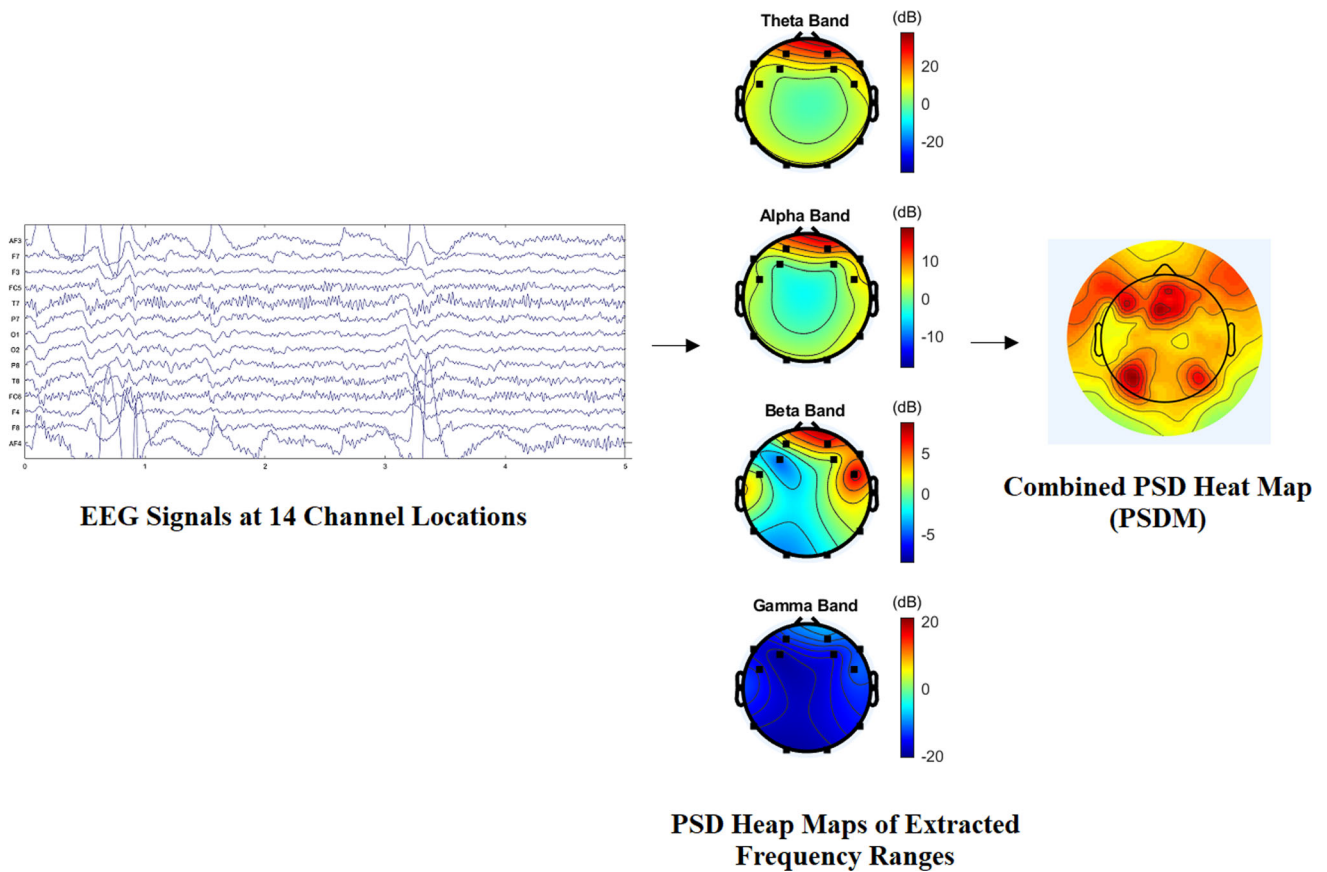 Theta Band
(dB)
20
0
-20
Alpha Band
(dB)
10
0
-10
AF3
F7
F3
FC5
T7
P7
O1
O2
P8
T8
FC6
F4
F8
AF4
0
1
2
3
4
5
EEG Signals at 14 Channel Locations
Beta Band
(dB)
5
0
-5
Combined PSD Heat Map
(PSDM)
Gamma Band
(dB)
20
0
-20
PSD Heap Maps of Extracted
Frequency Ranges